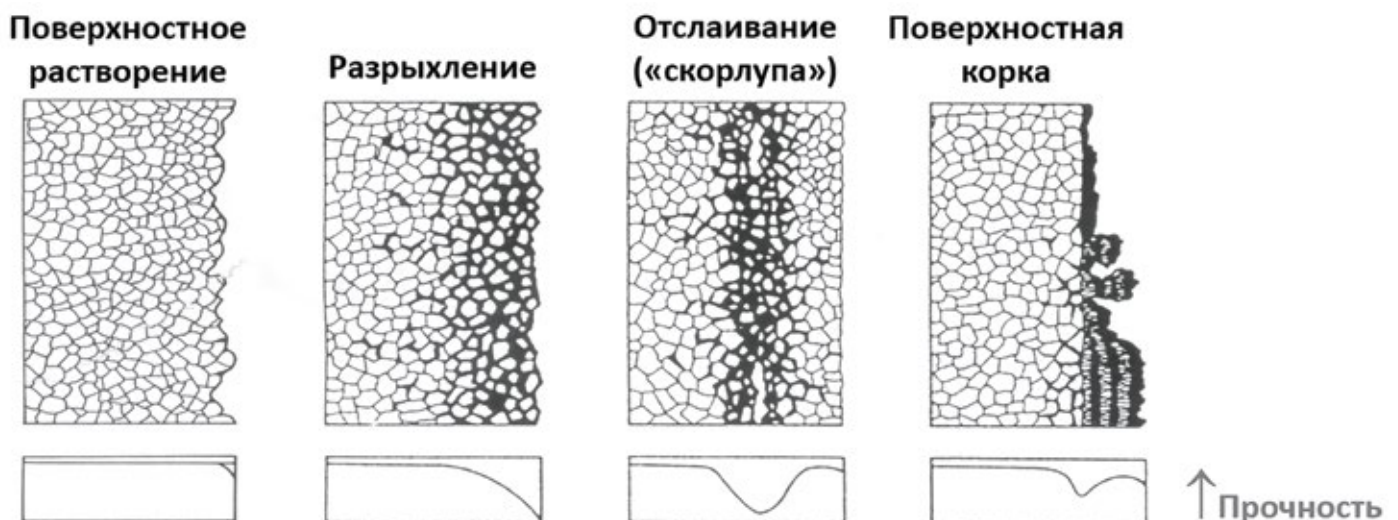 Поверхностное
растворение
Разрыхление
Отслаивание
(«скорлупа»)
Поверхностная
корка
Прочность